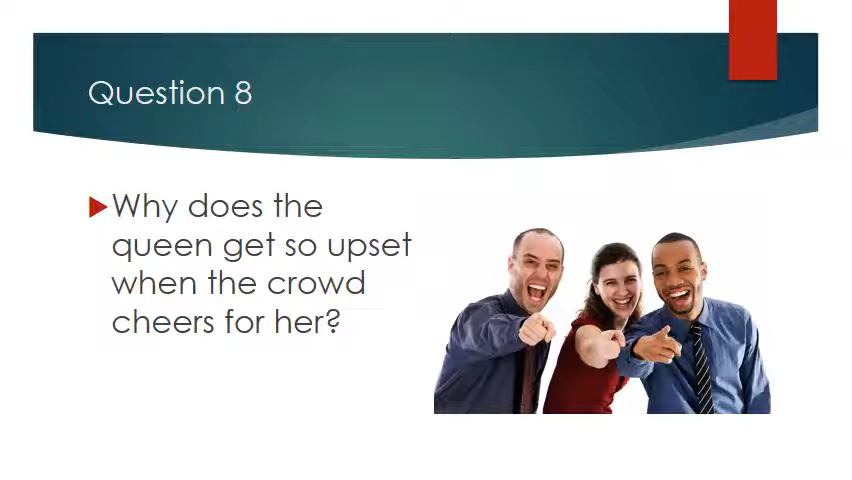 Question 8
Why does the
queen get so upset
when the crowd
cheers for her?